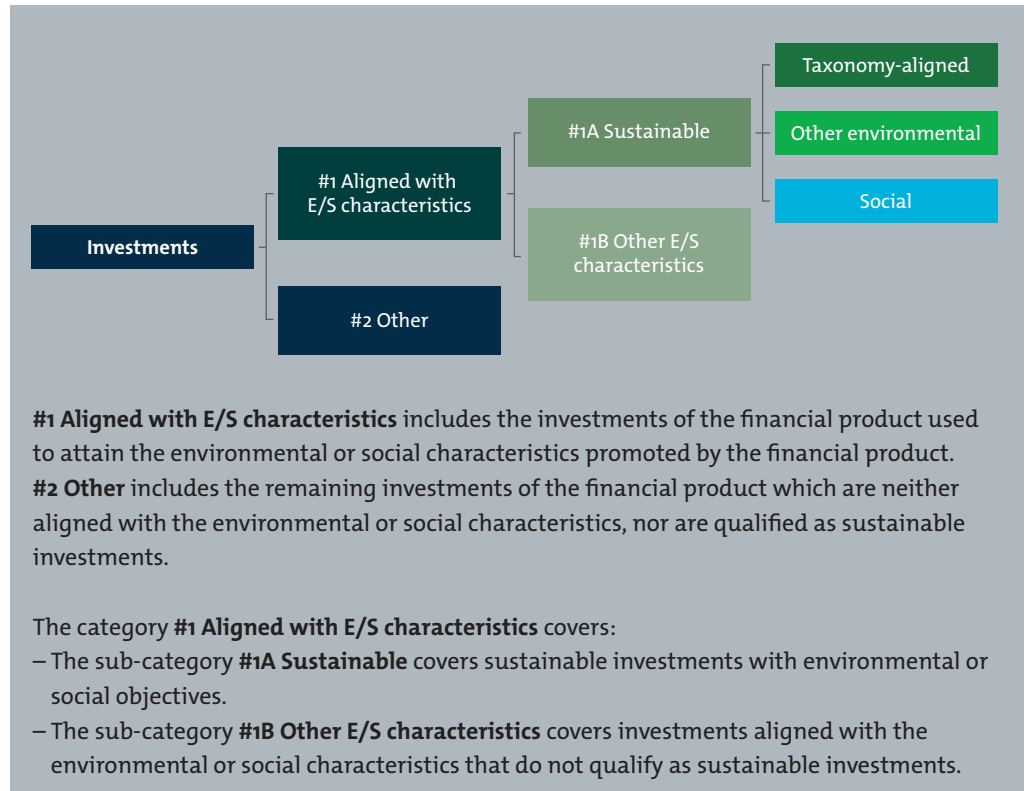 Taxonomy-aligned
#1A Sustainable
Other environmental
#1 Aligned with
E/S characteristics
Social
#1B Other E/S
characteristics
Investments
#2 Other
#1 Aligned with E/S characteristics includes the investments of the financial product used
to attain the environmental or social characteristics promoted by the financial product.
#2 Other includes the remaining investments of the financial product which are neither
aligned with the environmental or social characteristics, nor are qualified as sustainable
investments.
The category #1 Aligned with E/S characteristics covers:
– The sub-category #1A Sustainable covers sustainable investments with environmental or
social objectives.
– The sub-category #1B Other E/S characteristics covers investments aligned with the
environmental or social characteristics that do not qualify as sustainable investments.